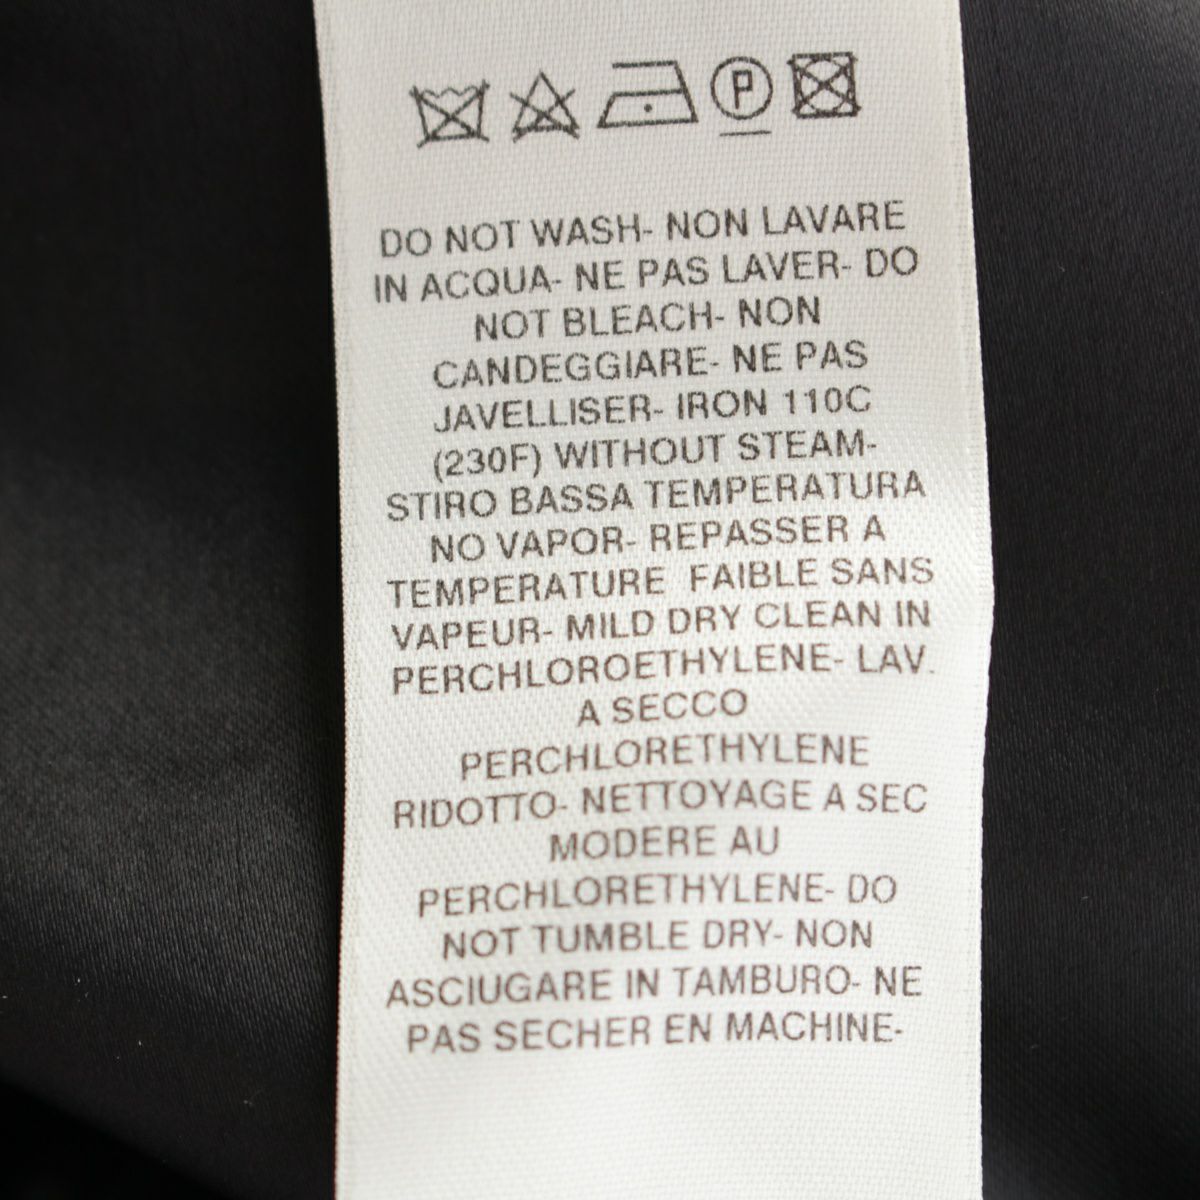 P
DO NOT WASH- NON LAVARE
IN ACQUA- NE PAS LAVER- DO
NOT BLEACH- NON
CANDEGGIARE- NE PAS
JAVELLISER- IRON 110C
(230F) WITHOUT STEAM-
STIRO BASSA TEMPERATURA
NO VAPOR- REPASSER A
TEMPERATURE FAIBLE SANS
VAPEUR- MILD DRY CLEAN IN
PERCHLOROETHYLENE- LAV.
A SECCO
PERCHLORETHYLENE
RIDOTTO- NETTOYAGE A SEC
MODERE AU
PERCHLORETHYLENE- DO
NOT TUMBLE DRY- NON
ASCIUGARE IN TAMBURO- NE
PAS SECHER EN MACHINE-